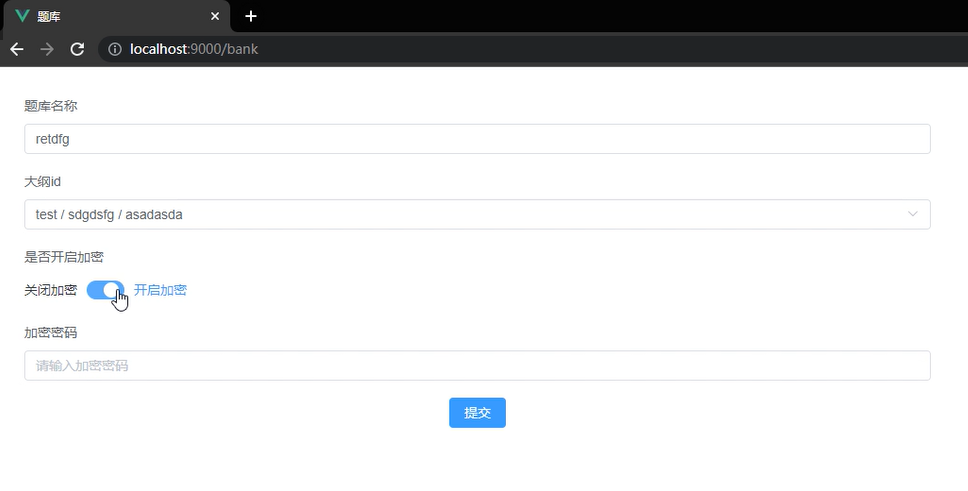 题库
localhost:9000/bank
题库名称
retdfg
大纲id
test / sdgdsfg / asadasda
是否开启加密
关闭加密 开启加密
加密密码
请输入加密密码
提交